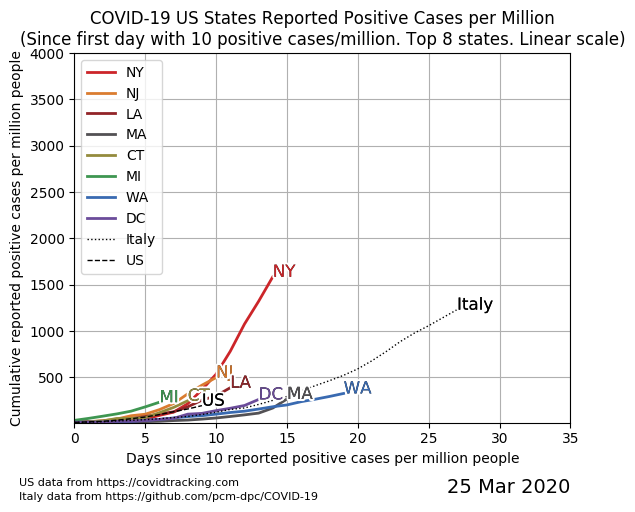 COVID-19 US States Reported Positive Cases per Million
(Since first day with 10 positive cases/million. Top 8 states. Linear scale)
Cumulative reported positive cases per million people
4000
3500
3000
2500
2000
1500
1000
500
NY
NJ
LA
MA
CT
MI
WA
DC
Italy
US
NY
Italy
NJ
LA
MI
CT
US
DC
MA
WA
0
5
10
15
20
25
30
35
Days since 10 reported positive cases per million people
US data from https://covidtracking.com
Italy data from https://github.com/pcm-dpc/COVID-19
25 Mar 2020